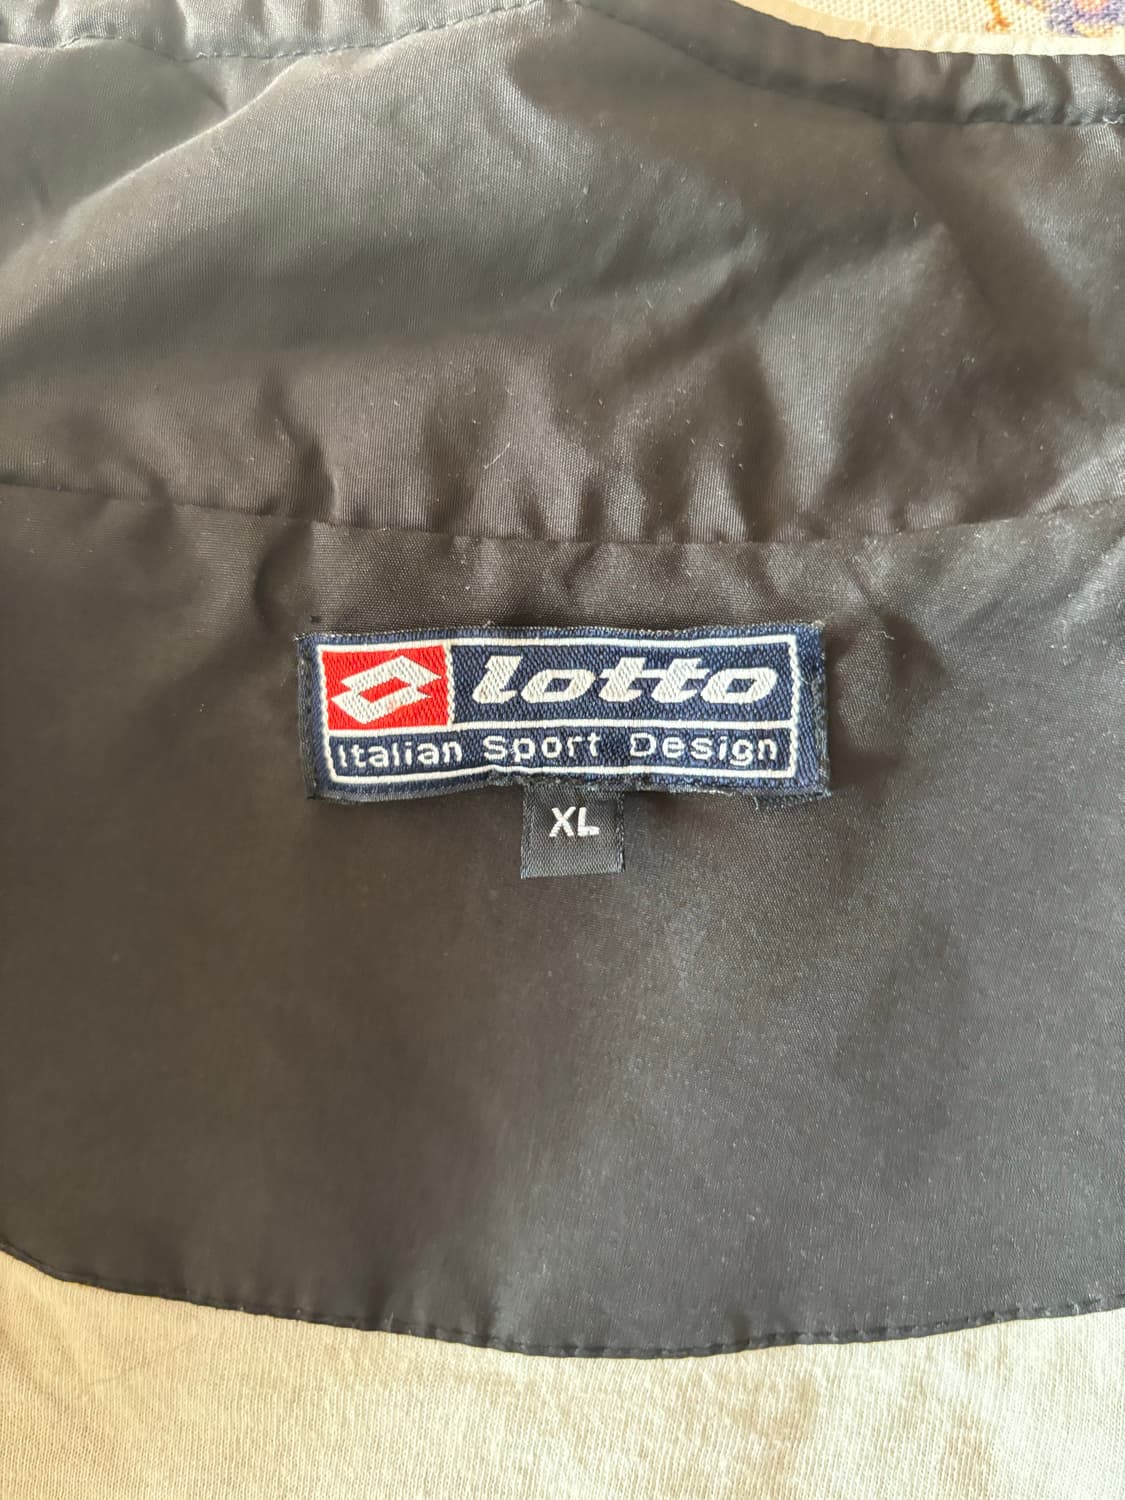 lotto
Italian Sport Design
XL